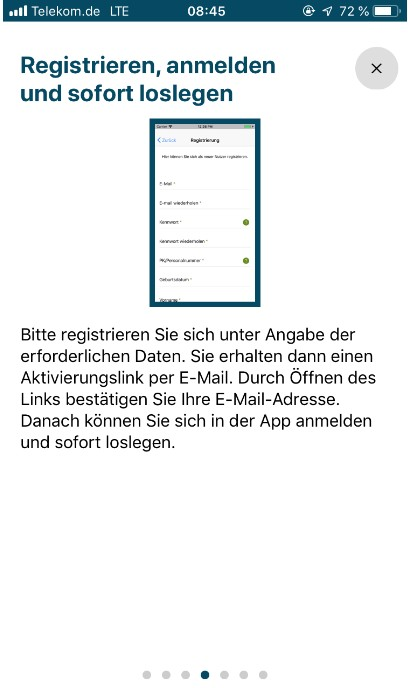 Telekom.de LTE 08:45 72 %
Registrieren, anmelden
und sofort loslegen
Zurück Registrierung
Hier können Sie sich als neuer Nutzer registrieren.
E-Mail *
E-mail wiederholen *
Kennwort *
Kennwort wiederholen *
PK/Personalnummer *
Geburtsdatum *
Vorname *
Bitte registrieren Sie sich unter Angabe der
erforderlichen Daten. Sie erhalten dann einen
Aktivierungslink per E-Mail. Durch Öffnen des
Links bestätigen Sie Ihre E-Mail-Adresse.
Danach können Sie sich in der App anmelden
und sofort loslegen.